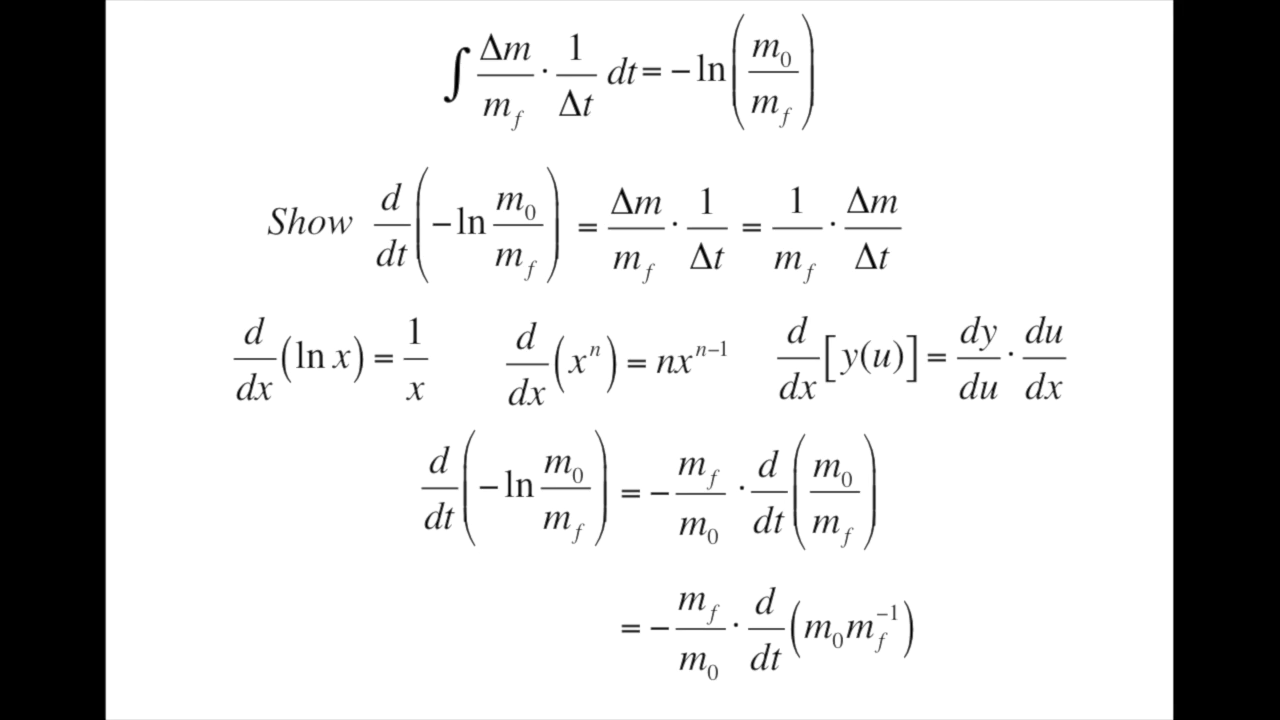 ∫ Δm/m_f · 1/Δt dt = −ln(m_0/m_f)
Show d/dt(−ln m_0/m_f) = Δm/m_f · 1/Δt = 1/m_f · Δm/Δt
d/dx(ln x) = 1/x d/dx(x^n) = nx^(n−1) d/dx[y(u)] = dy/du · du/dx
d/dt(−ln m_0/m_f) = −m_f/m_0 · d/dt(m_0/m_f)
= −m_f/m_0 · d/dt(m_0 m_f^−1)